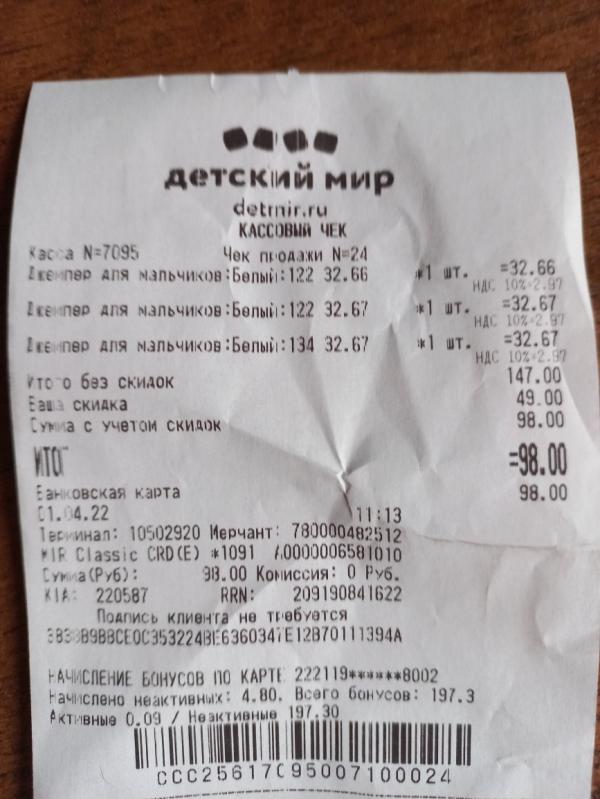 детский мир
detmir.ru
КАССОВЫЙ ЧЕК
Касса N=7095 Чек продажи N=24
Джемпер для мальчиков:Белый:122 32.66 *1 шт. =32.66
НДС 10%=2.97
Джемпер для мальчиков:Белый:122 32.67 *1 шт. =32.67
НДС 10%=2.97
Джемпер для мальчиков:Белый:134 32.67 *1 шт. =32.67
НДС 10%=2.97
Итого без скидок 147.00
Ваша скидка 49.00
Сумма с учетом скидок 98.00
ИТОГ =98.00
Банковская карта 98.00
01.04.22 11:13
Терминал: 10502920 Мерчант: 780000482512
MIR Classic CRD(E) *1091 A0000006581010
Сумма(Руб): 98.00 Комиссия: 0 Руб.
КІА: 220587 RRN: 209190841622
Подпись клиента не требуется
НАЧИСЛЕНИЕ БОНУСОВ ПО КАРТЕ 222119******8002
Начислено неактивных: 4.80. Всего бонусов: 197.3
Активные 0.09 / Неактивные 197.30